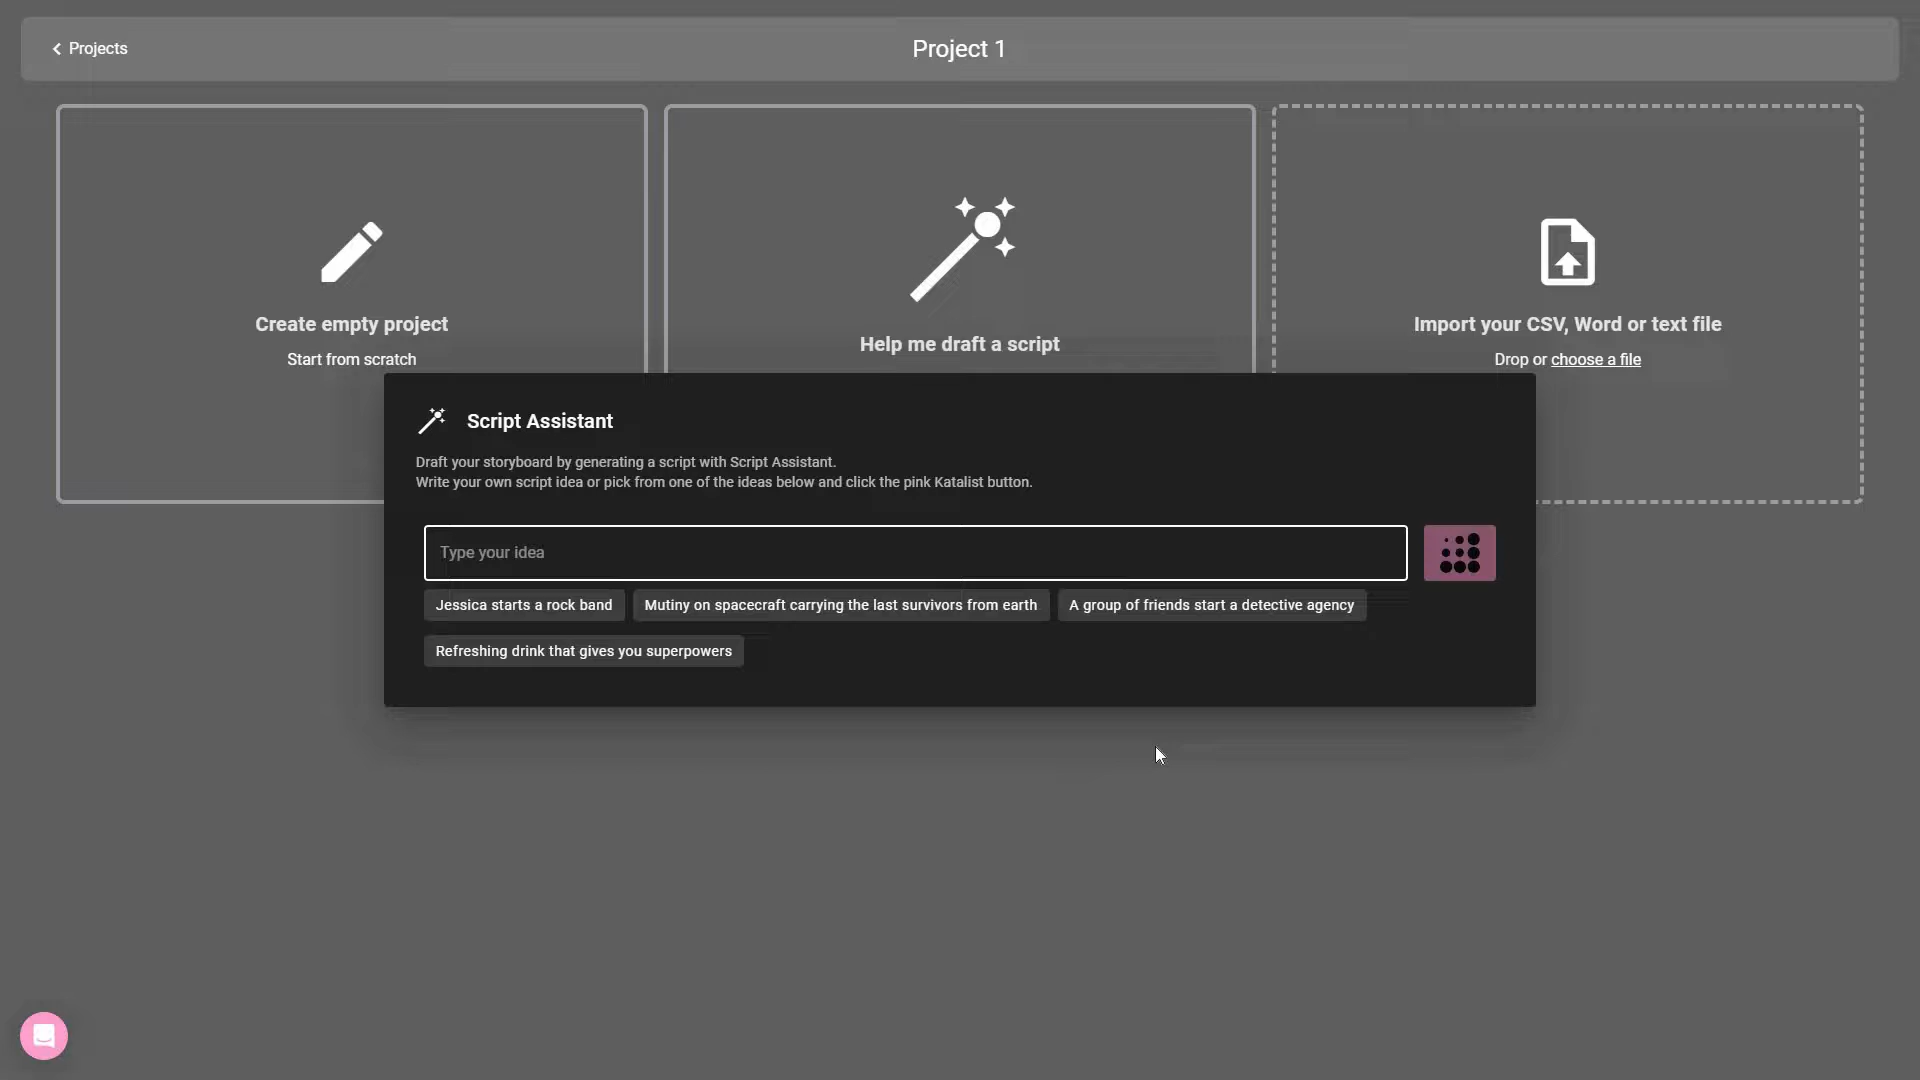 Projects
Project 1
Create empty project
Start from scratch
Help me draft a script
Import your CSV, Word or text file
Drop or choose a file
Script Assistant
Draft your storyboard by generating a script with Script Assistant.
Write your own script idea or pick from one of the ideas below and click the pink Katalist button.
Type your idea
Jessica starts a rock band
Mutiny on spacecraft carrying the last survivors from earth
A group of friends start a detective agency
Refreshing drink that gives you superpowers